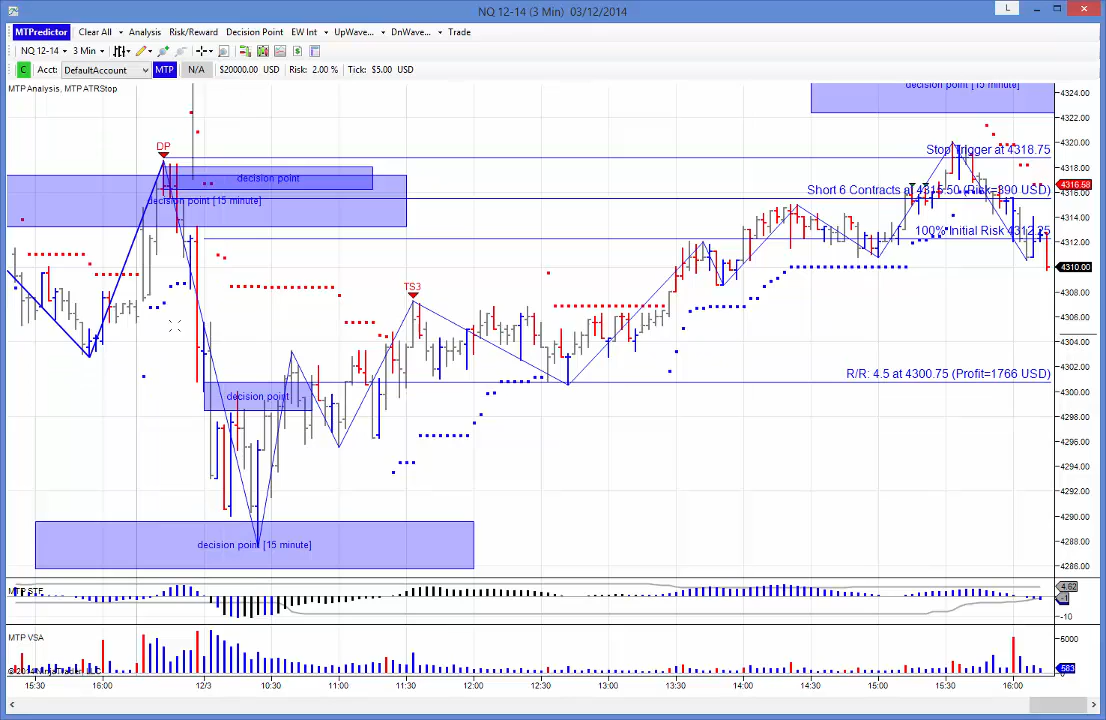 NQ 12-14 (3 Min) 03/12/2014
L
MTPredictor Clear All Analysis Risk/Reward Decision Point EW Int UpWave... DnWave... Trade
NQ 12-14 3 Min
C Acct: DefaultAccount MTP N/A $20000.00 USD Risk: 2.00 % Tick: $5.00 USD
MTP Analysis, MTP ATRStop
decision point [15 minute]
4324.00
4322.00
4320.00
DP
Stop Trigger at 4318.75
4318.00
decision point
4316.58
Short 6 Contracts at 4315.50 (Risk=390 USD)
decision point [15 minute]
4314.00
100% Initial Risk 4312.25
4312.00
4310.00
TS3
4308.00
4306.00
4304.00
4302.00
R/R: 4.5 at 4300.75 (Profit=1766 USD)
4300.00
decision point
4298.00
4296.00
4294.00
4292.00
4290.00
decision point [15 minute]
4288.00
4286.00
MTP STF
4.62
-1
-10
MTP VSA
5000
583
15:30 16:00 12/3 10:30 11:00 11:30 12:00 12:30 13:00 13:30 14:00 14:30 15:00 15:30 16:00